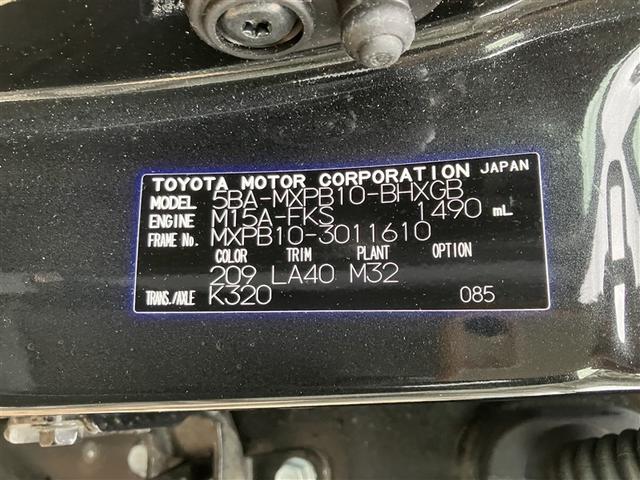 TOYOTA MOTOR CORPORATION JAPAN
MODEL 5BA-MXPB10-BHXGB
ENGINE M15A-FKS 1490 mL
FRAME No. MXPB10-3011610
COLOR TRIM PLANT OPTION
209 LA40 M32
TRANS./AXLE K320 085